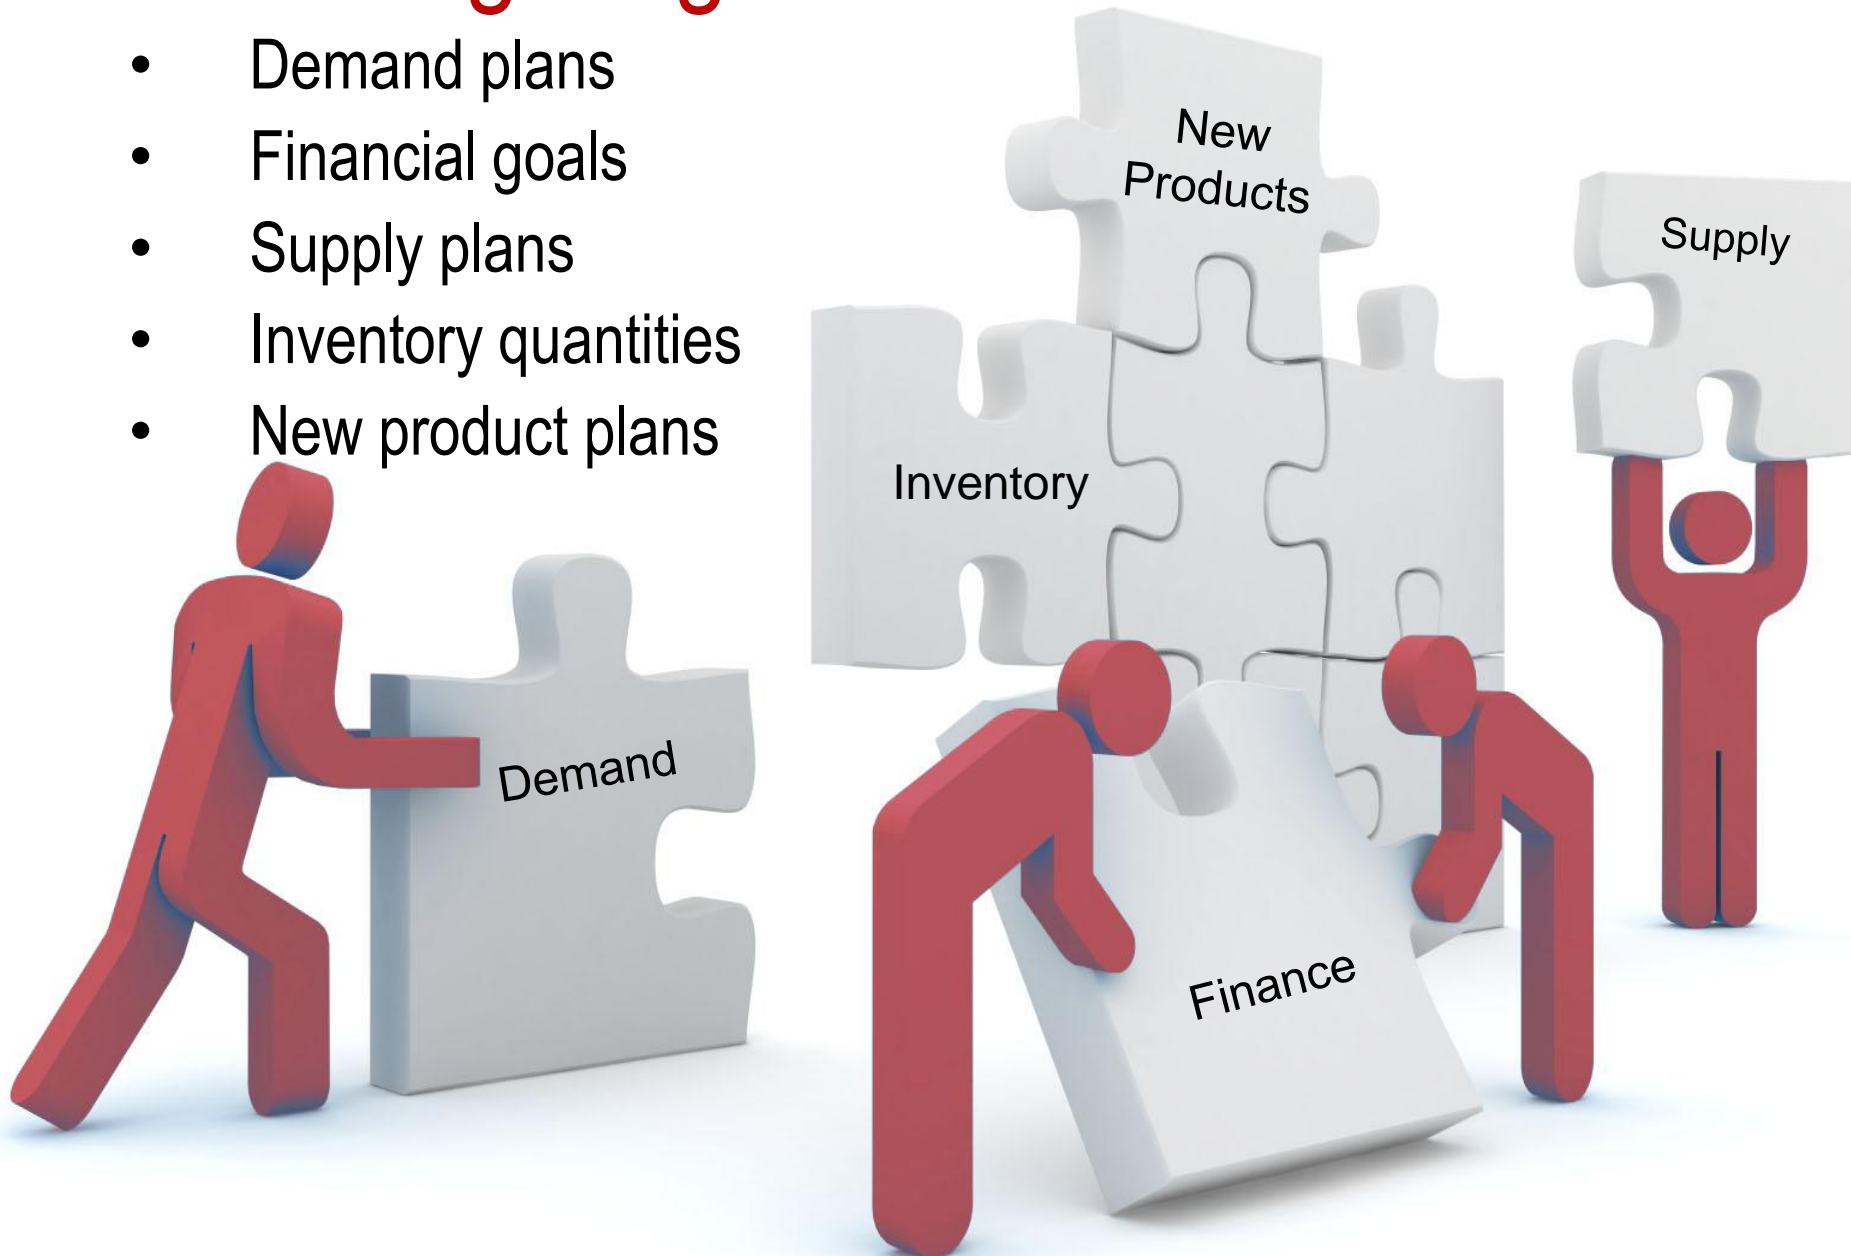 • Demand plans
• Financial goals
• Supply plans
• Inventory quantities
• New product plans
New
Products
Supply
Inventory
Demand
Finance